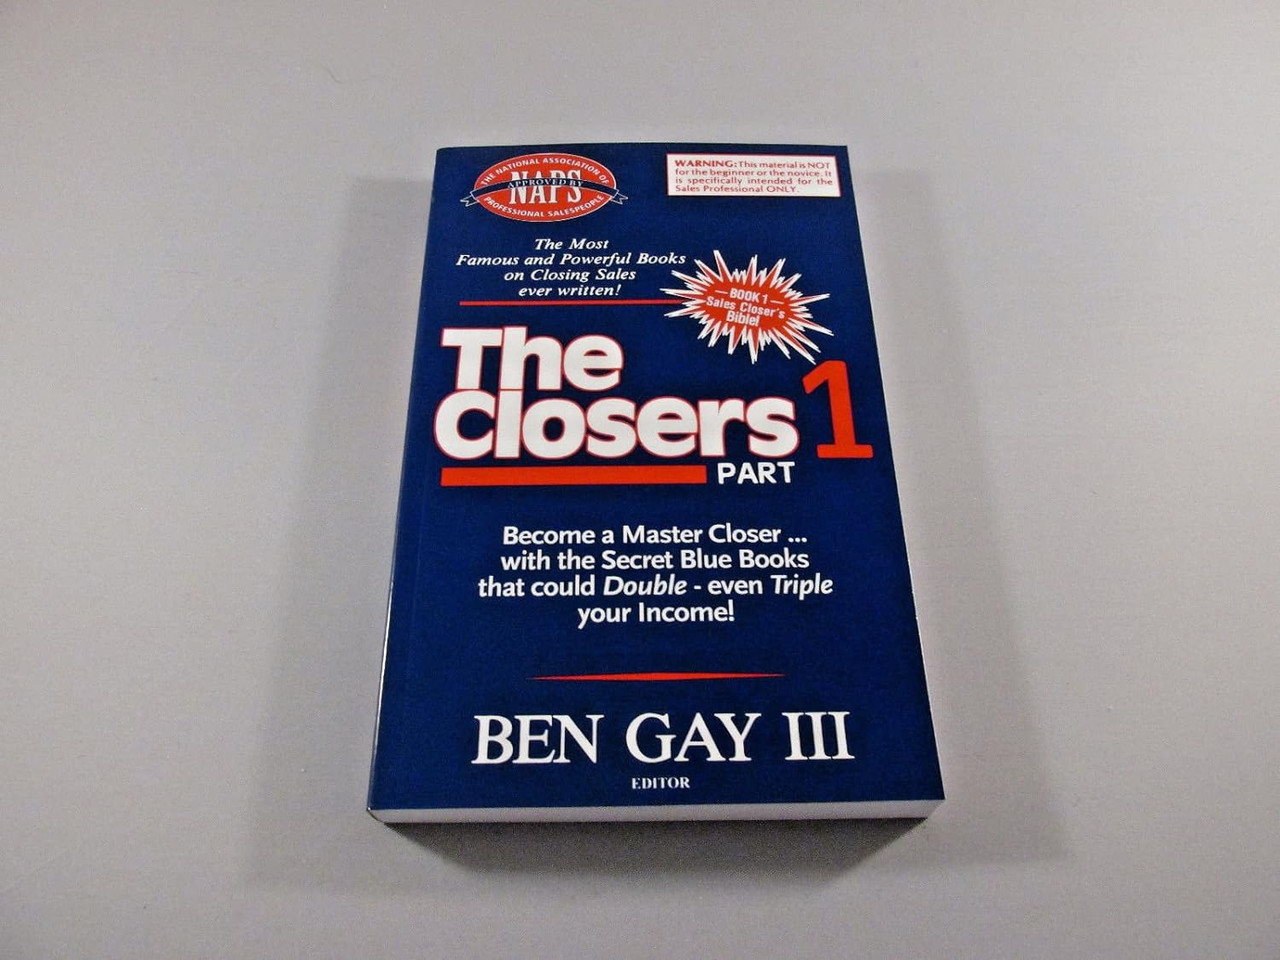 THE NATIONAL ASSOCIATION OF
APPROVED BY
NAPS
PROFESSIONAL SALESPEOPLE
WARNING: This material is NOT
for the beginner or the novice. It
is specifically intended for the
Sales Professional ONLY.
The Most
Famous and Powerful Books
on Closing Sales
ever written!
— BOOK 1 —
Sales Closer's
Bible!
The
Closers 1
PART
Become a Master Closer ...
with the Secret Blue Books
that could Double - even Triple
your Income!
BEN GAY III
EDITOR